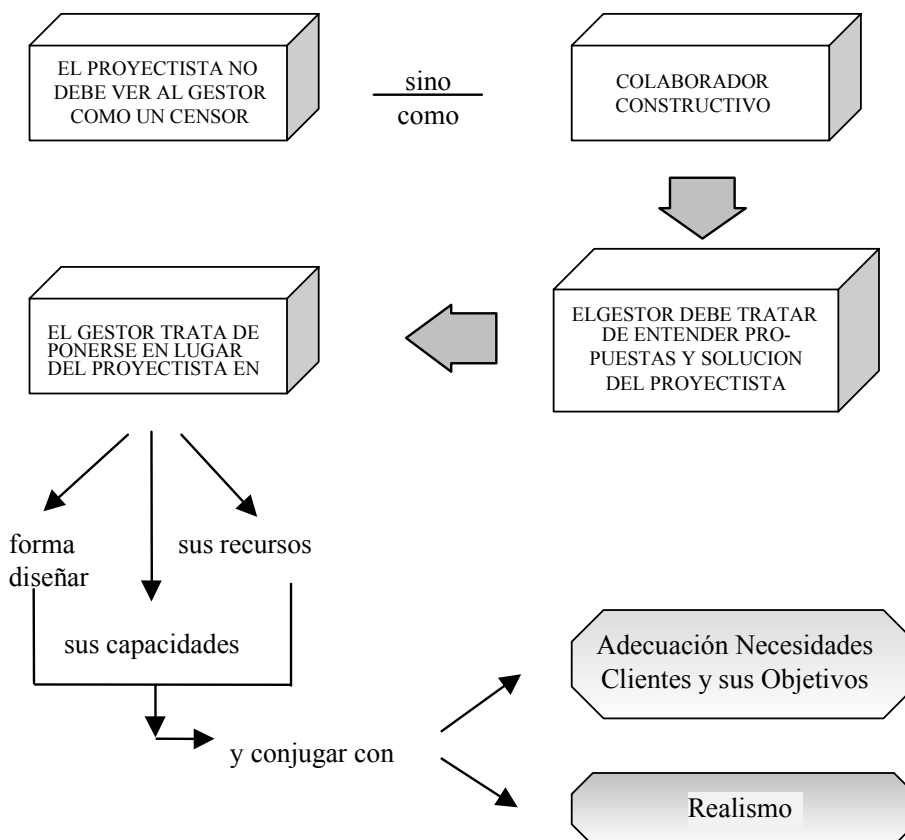 EL PROYECTISTA NO
DEBE VER AL GESTOR
COMO UN CENSOR
sino
como
COLABORADOR
CONSTRUCTIVO
ELGESTOR DEBE TRATAR
DE ENTENDER PRO-
PUESTAS Y SOLUCION
DEL PROYECTISTA
EL GESTOR TRATA DE
PONERSE EN LUGAR
DEL PROYECTISTA EN
forma
diseñar
sus recursos
sus capacidades
y conjugar con
Adecuación Necesidades
Clientes y sus Objetivos
Realismo